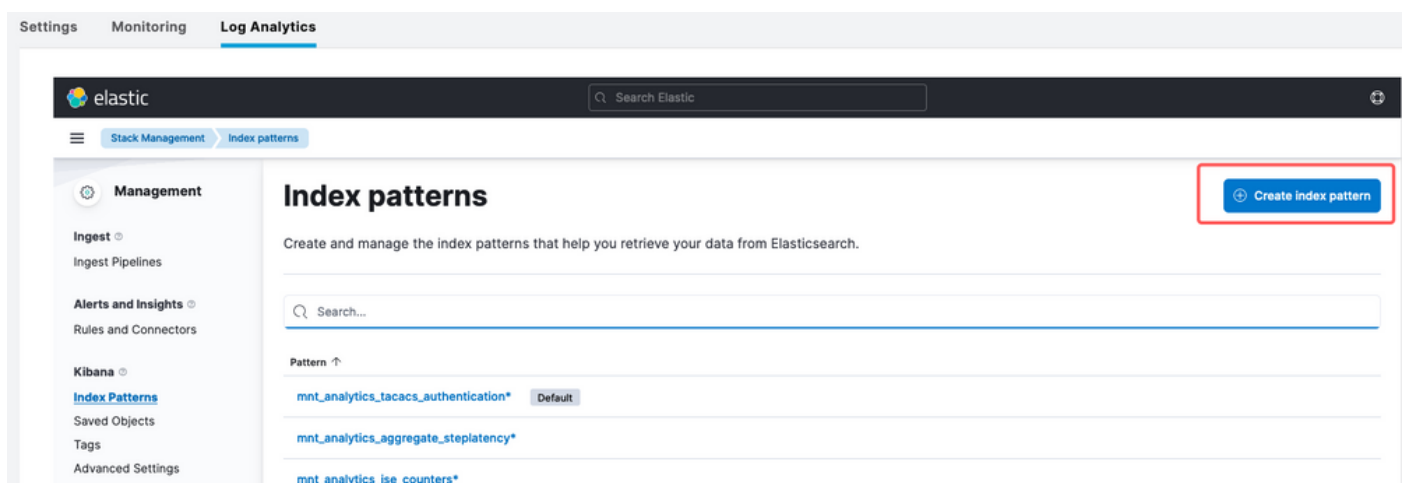 Settings Monitoring Log Analytics
elastic Search Elastic
Stack Management Index patterns
Management
Ingest
Ingest Pipelines
Alerts and Insights
Rules and Connectors
Kibana
Index Patterns
Saved Objects
Tags
Advanced Settings
Index patterns
Create index pattern
Create and manage the index patterns that help you retrieve your data from Elasticsearch.
Search...
Pattern ↑
mnt_analytics_tacacs_authentication* Default
mnt_analytics_aggregate_steplatency*
mnt_analytics_ise_counters*